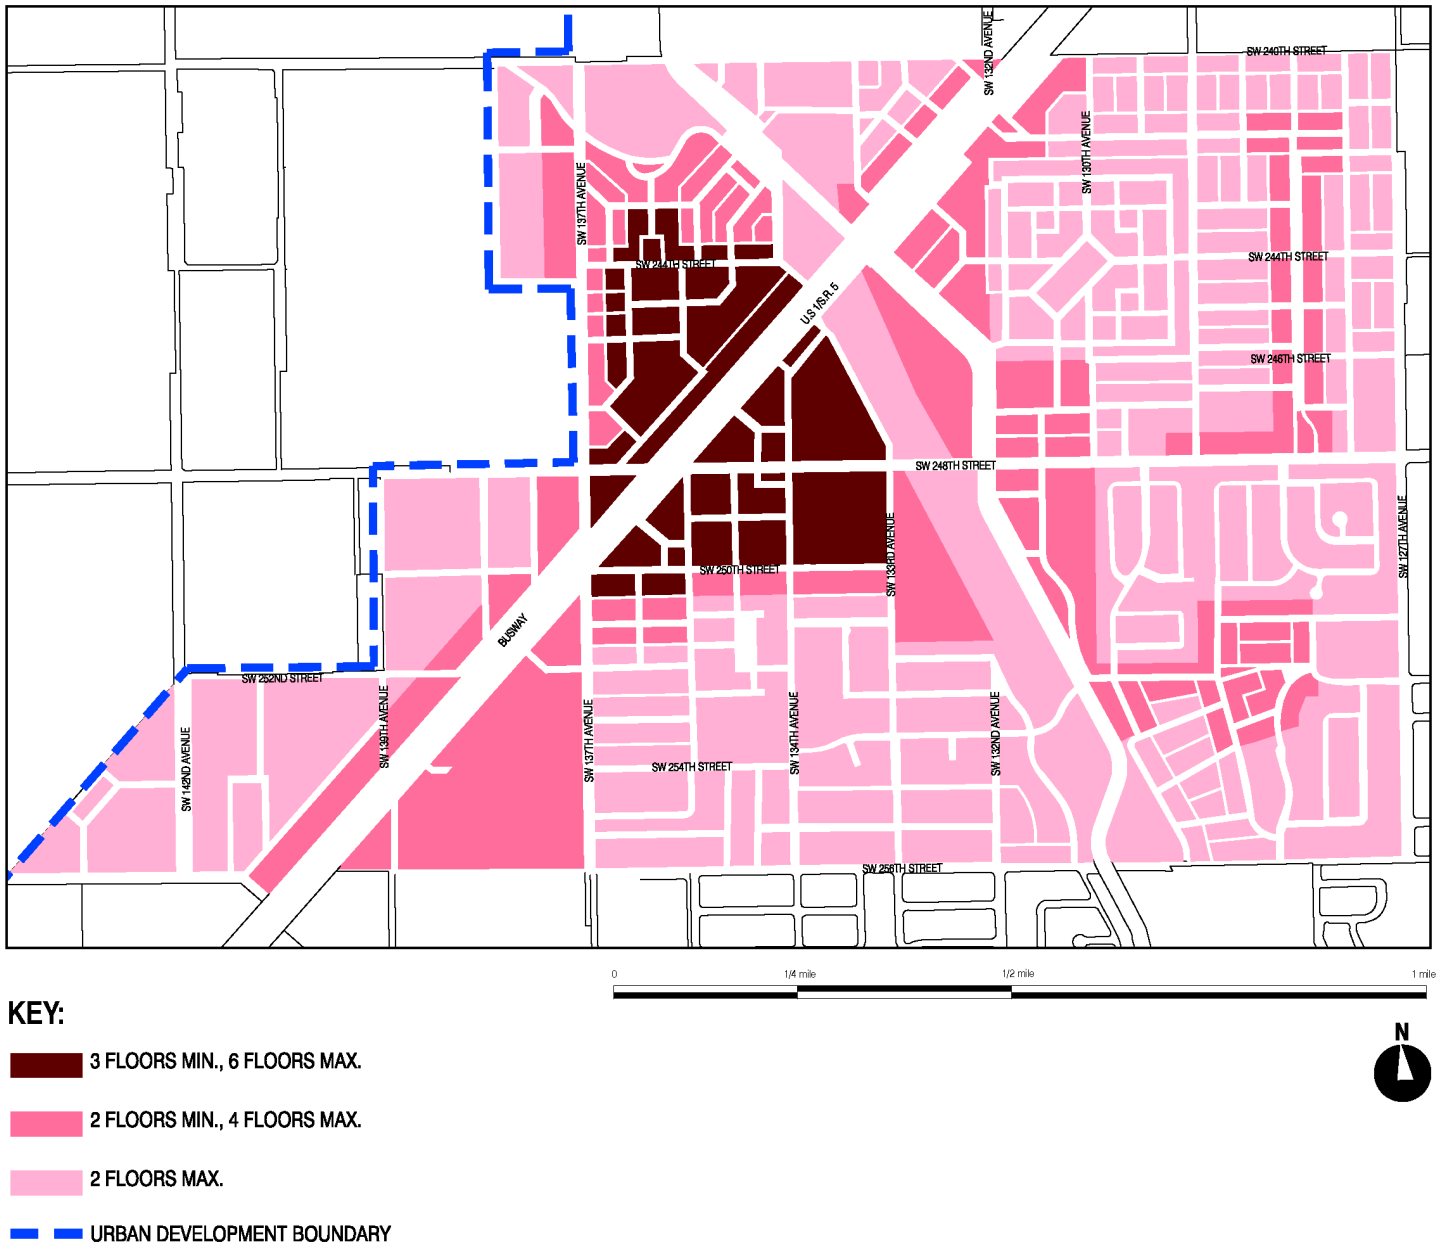 SW 240TH STREET
SW 132ND AVENUE
SW 130TH AVENUE
SW 137TH AVENUE
SW 244TH STREET
SW 244TH STREET
U.S 1/S.R. 5
SW 246TH STREET
SW 248TH STREET
SW 127TH AVENUE
SW 133RD AVENUE
SW 250TH STREET
BUSWAY
SW 252ND STREET
SW 139TH AVENUE
SW 142ND AVENUE
SW 137TH AVENUE
SW 134TH AVENUE
SW 132ND AVENUE
SW 254TH STREET
SW 256TH STREET
0 1/4 mile 1/2 mile 1 mile
KEY:
N
3 FLOORS MIN., 6 FLOORS MAX.
2 FLOORS MIN., 4 FLOORS MAX.
2 FLOORS MAX.
URBAN DEVELOPMENT BOUNDARY